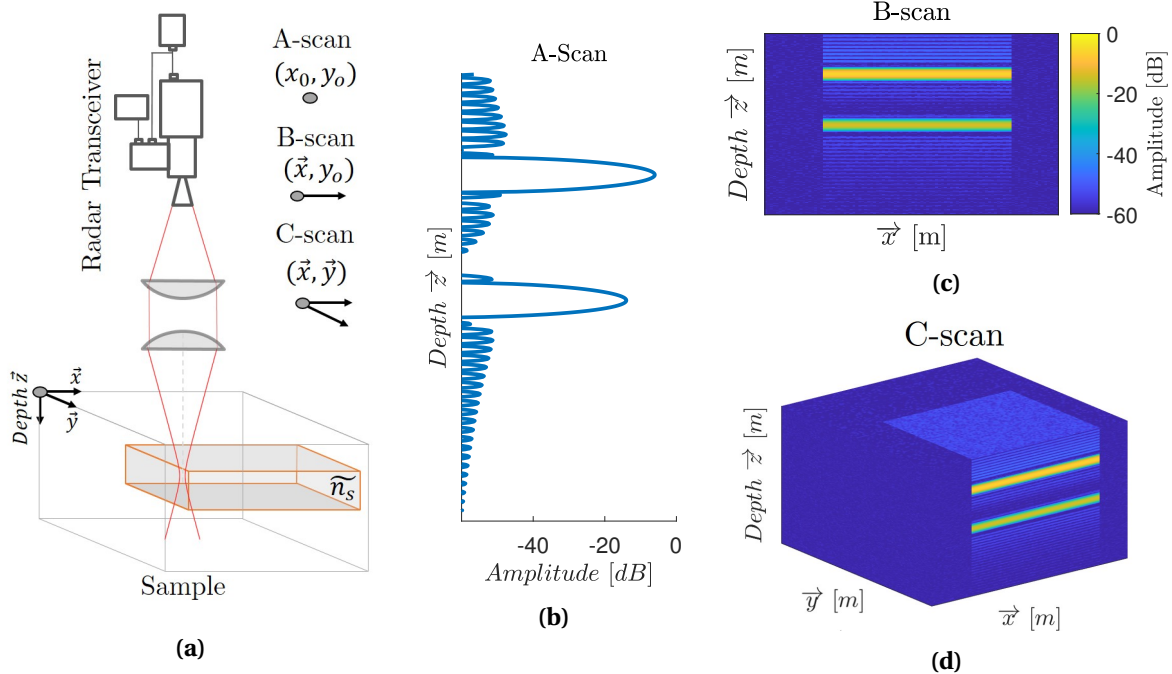 Radar Transceiver
A-scan
(x₀, yₒ)
B-scan
(x⃗, yₒ)
C-scan
(x⃗, y⃗)
Depth z⃗
x⃗
y⃗
ñₛ
Sample
(a)
A-Scan
Depth z⃗ [m]
-40
-20
0
Amplitude [dB]
(b)
B-scan
Depth z⃗ [m]
x⃗ [m]
0
-20
-40
-60
Amplitude [dB]
(c)
C-scan
Depth z⃗ [m]
y⃗ [m]
x⃗ [m]
(d)